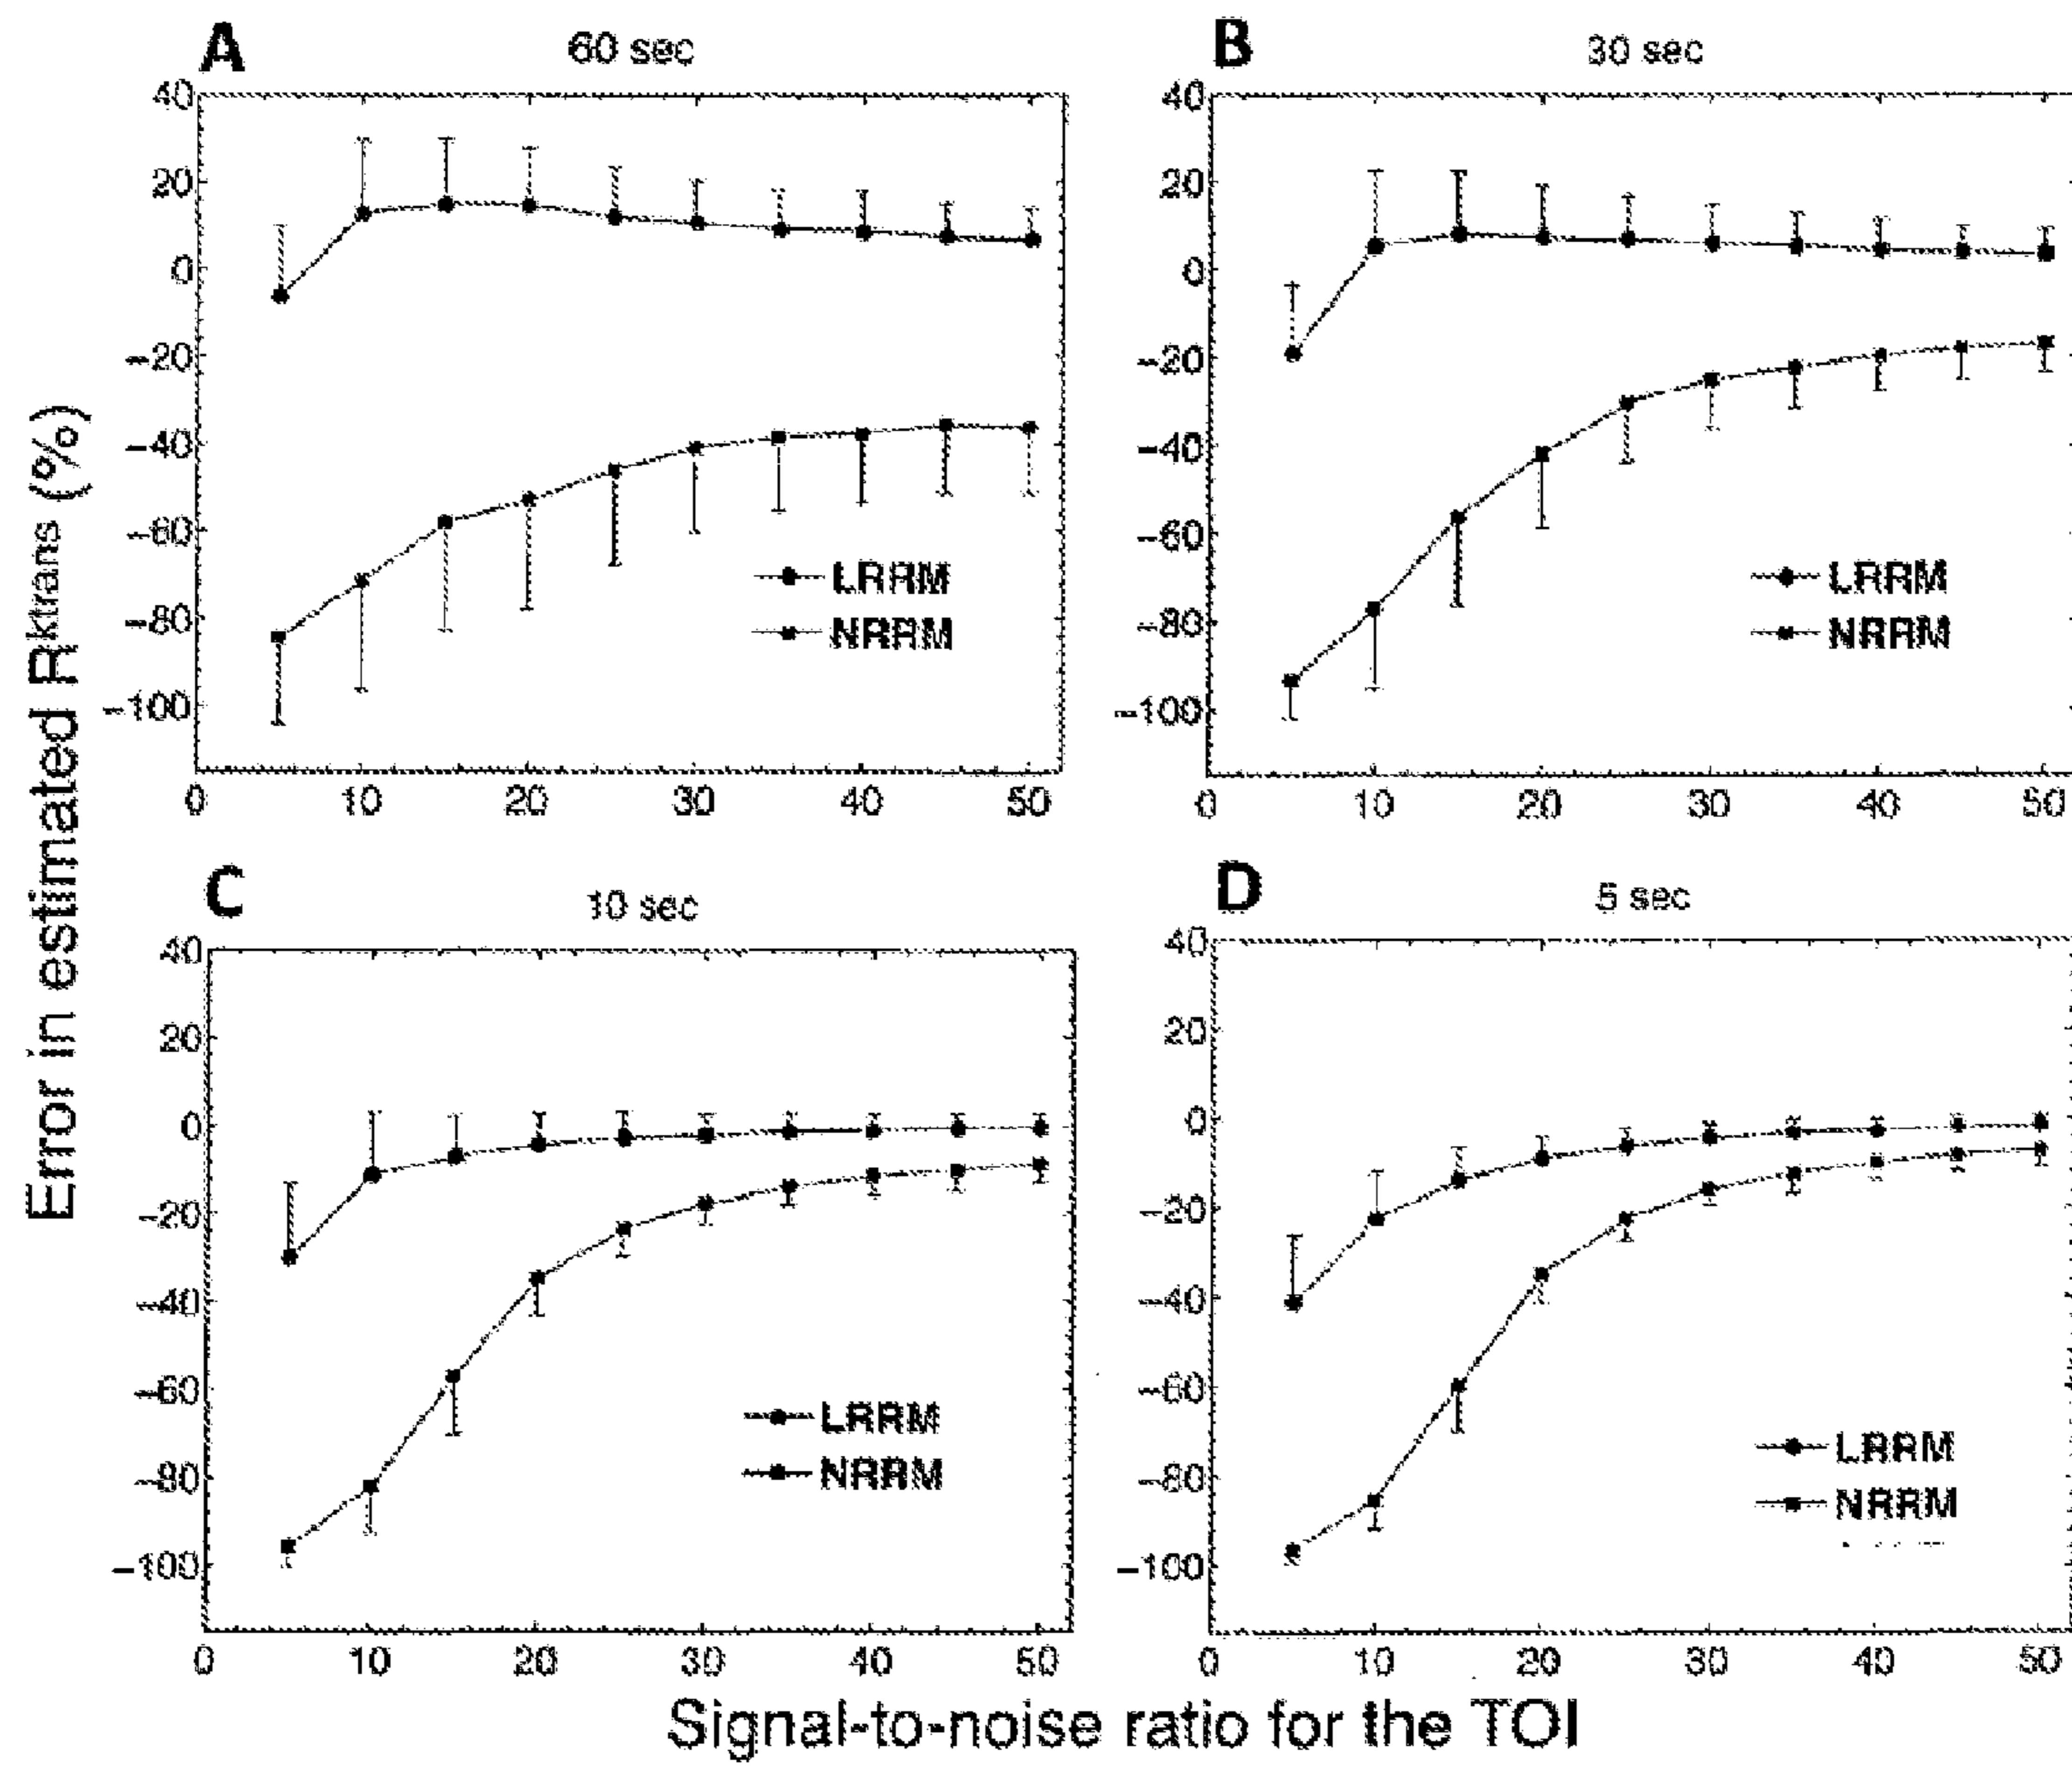 A
60 sec
40
20
0
-20
-40
-60
-80
-100
0 10 20 30 40 50
LRRM
NRRM
B
30 sec
40
20
0
-20
-40
-60
-80
-100
0 10 20 30 40 50
LRRM
NRRM
C
10 sec
40
20
0
-20
-40
-60
-80
-100
0 10 20 30 40 50
LRRM
NRRM
D
5 sec
40
20
0
-20
-40
-60
-80
-100
0 10 20 30 40 50
LRRM
NRRM
Error in estimated Rktrans (%)
Signal-to-noise ratio for the TOI